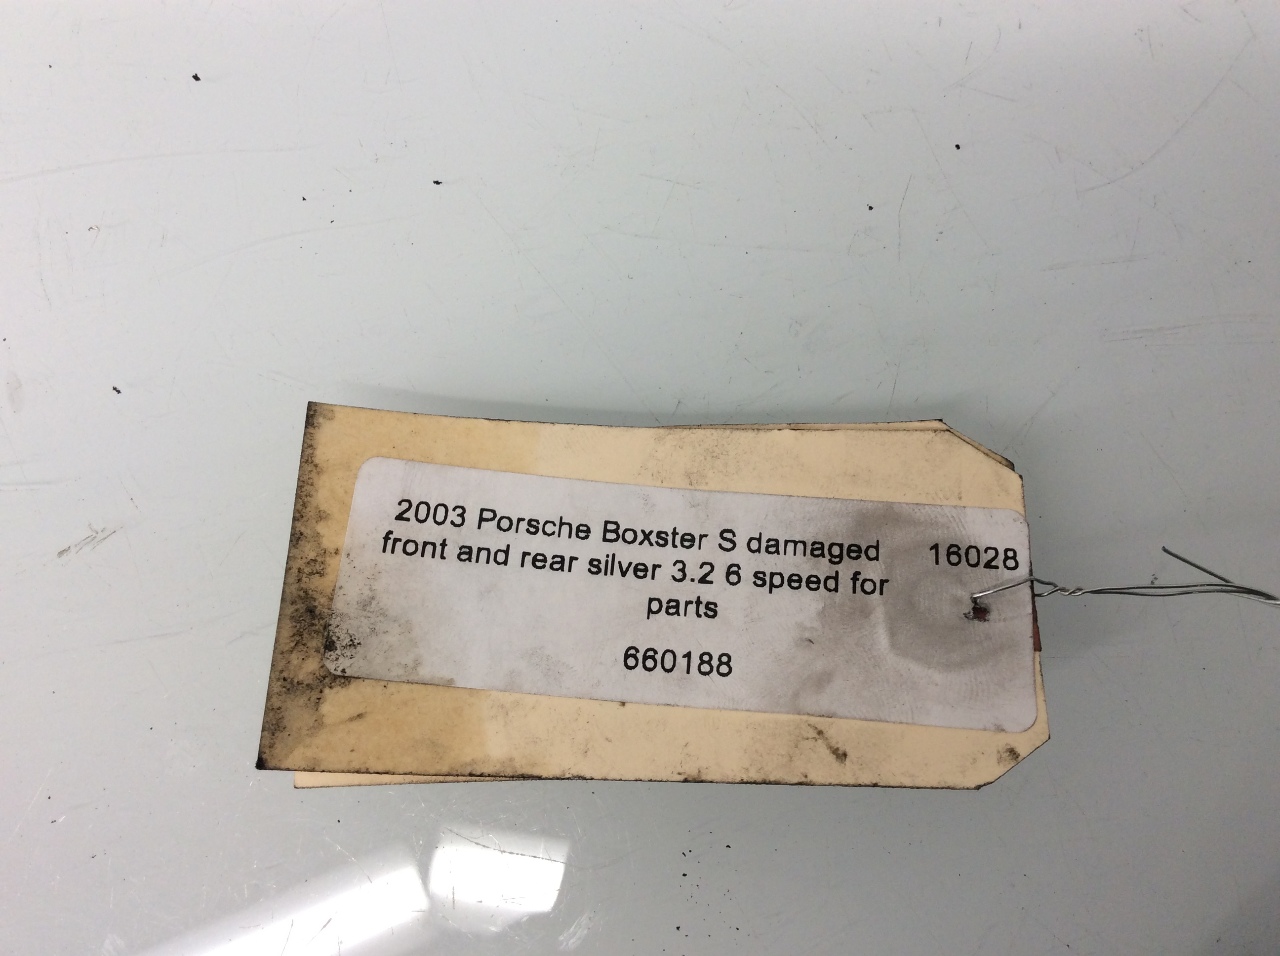 2003 Porsche Boxster S damaged 16028
front and rear silver 3.2 6 speed for
parts
660188